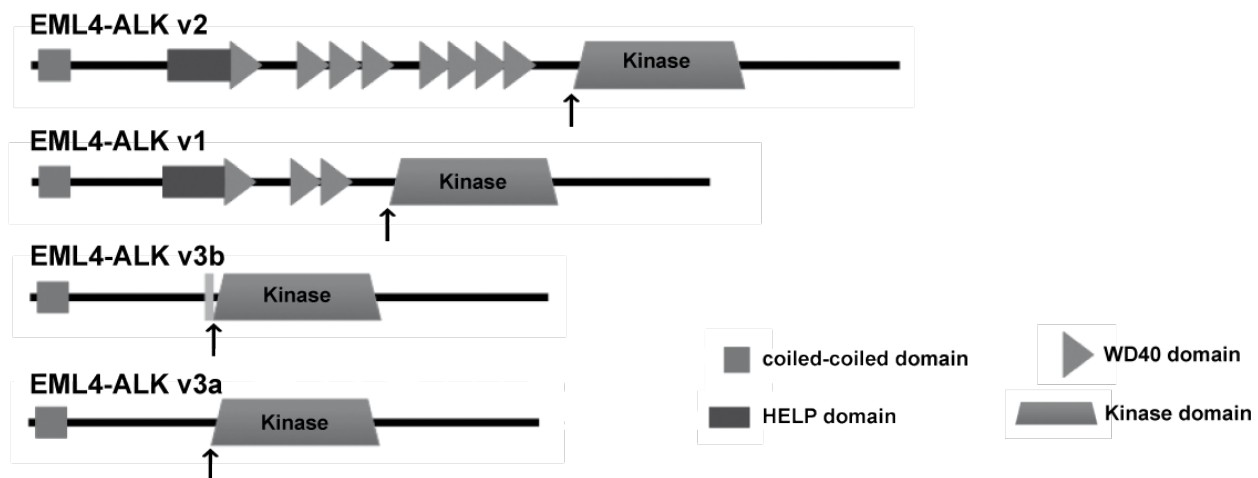 EML4-ALK v2
Kinase
EML4-ALK v1
Kinase
EML4-ALK v3b
Kinase
EML4-ALK v3a
Kinase
coiled-coiled domain
HELP domain
WD40 domain
Kinase domain